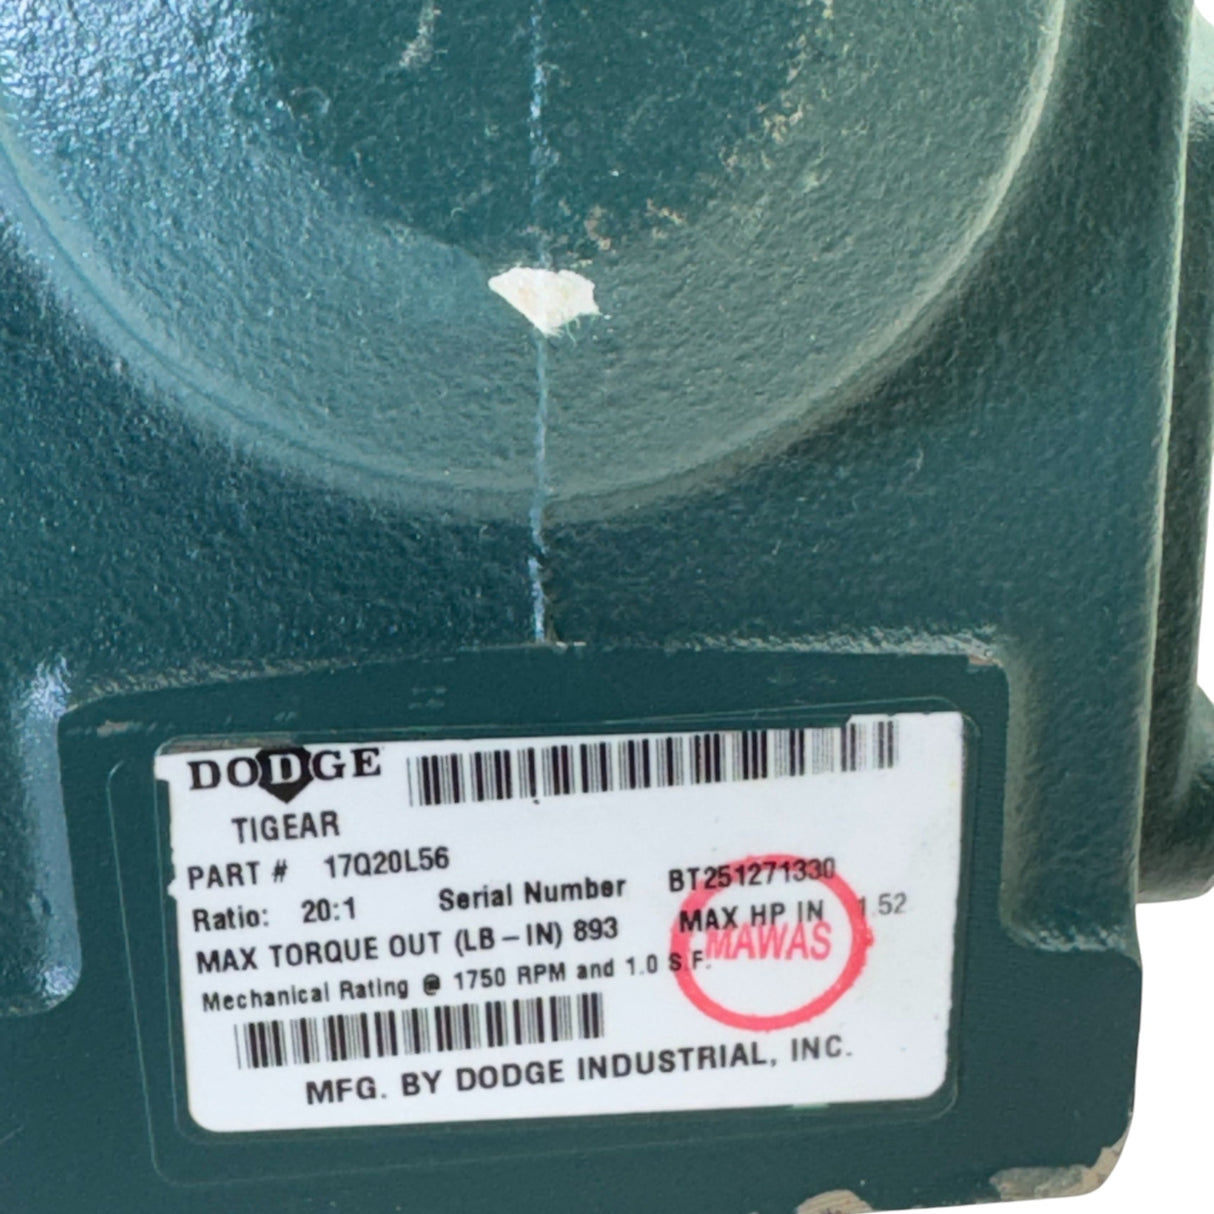 DODGE
TIGEAR
PART # 17Q20L56
Serial Number BT251271330
Ratio: 20:1
MAX HP IN 1.52
MAX TORQUE OUT (LB-IN) 893
Mechanical Rating @ 1750 RPM and 1.0 S.F.
MAWAS
MFG. BY DODGE INDUSTRIAL, INC.